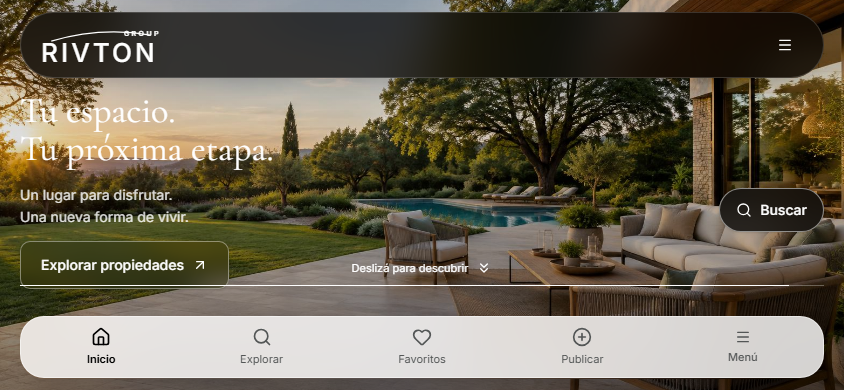 GROUP
RIVTON
Tu espacio.
Tu próxima etapa.
Un lugar para disfrutar.
Una nueva forma de vivir.
Buscar
Explorar propiedades
Deslizá para descubrir
Inicio
Explorar
Favoritos
Publicar
Menú